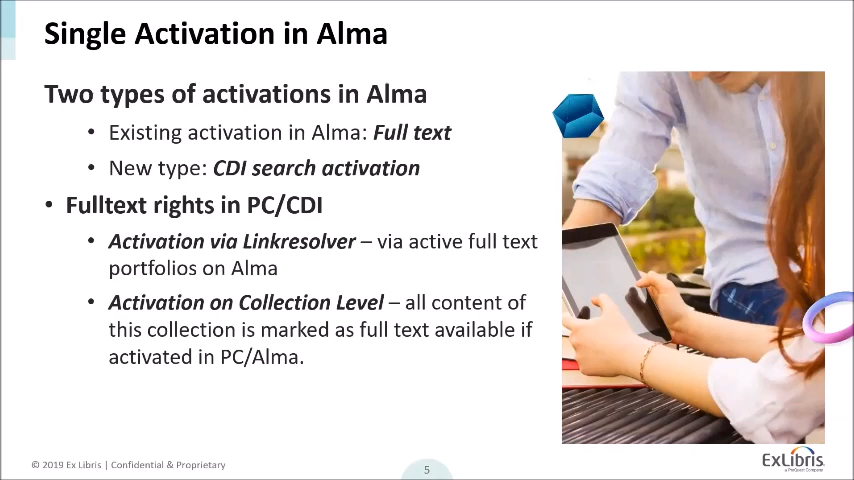 Single Activation in Alma
Two types of activations in Alma
• Existing activation in Alma: Full text
• New type: CDI search activation
• Fulltext rights in PC/CDI
• Activation via Linkresolver – via active full text
portfolios on Alma
• Activation on Collection Level – all content of
this collection is marked as full text available if
activated in PC/Alma.
© 2019 Ex Libris | Confidential & Proprietary
5
ExLibris
a ProQuest Company